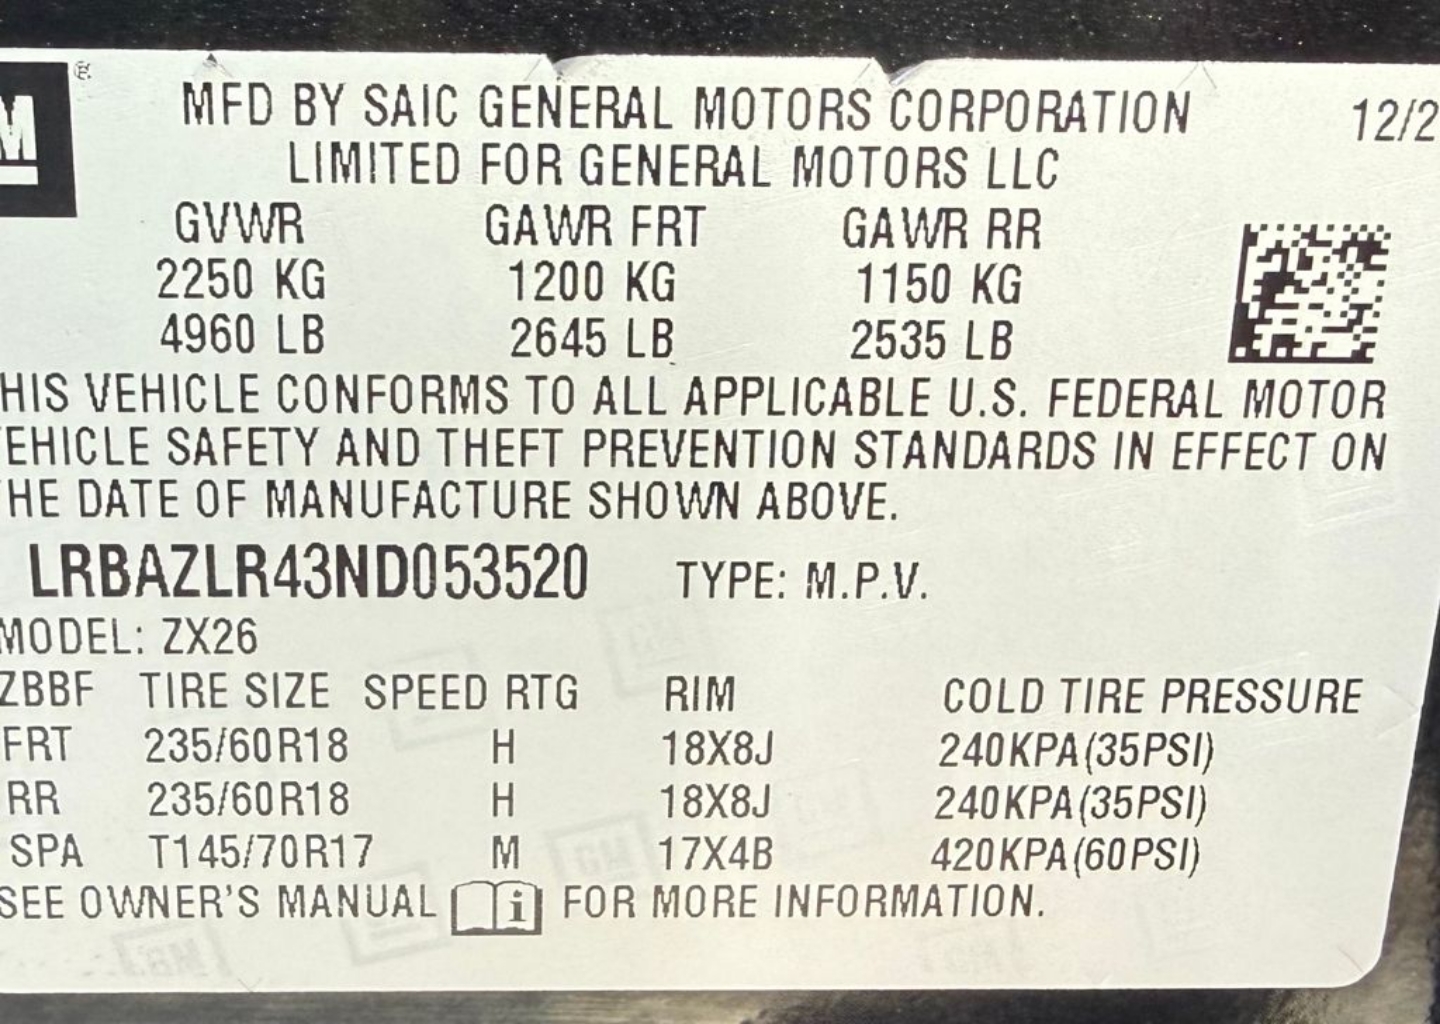 M ®
MFD BY SAIC GENERAL MOTORS CORPORATION 12/2
LIMITED FOR GENERAL MOTORS LLC
GVWR GAWR FRT GAWR RR
2250 KG 1200 KG 1150 KG
4960 LB 2645 LB 2535 LB
HIS VEHICLE CONFORMS TO ALL APPLICABLE U.S. FEDERAL MOTOR
EHICLE SAFETY AND THEFT PREVENTION STANDARDS IN EFFECT ON
HE DATE OF MANUFACTURE SHOWN ABOVE.
LRBAZLR43ND053520 TYPE: M.P.V.
MODEL: ZX26
ZBBF TIRE SIZE SPEED RTG RIM COLD TIRE PRESSURE
FRT 235/60R18 H 18X8J 240KPA(35PSI)
RR 235/60R18 H 18X8J 240KPA(35PSI)
SPA T145/70R17 M 17X4B 420KPA(60PSI)
SEE OWNER'S MANUAL i FOR MORE INFORMATION.